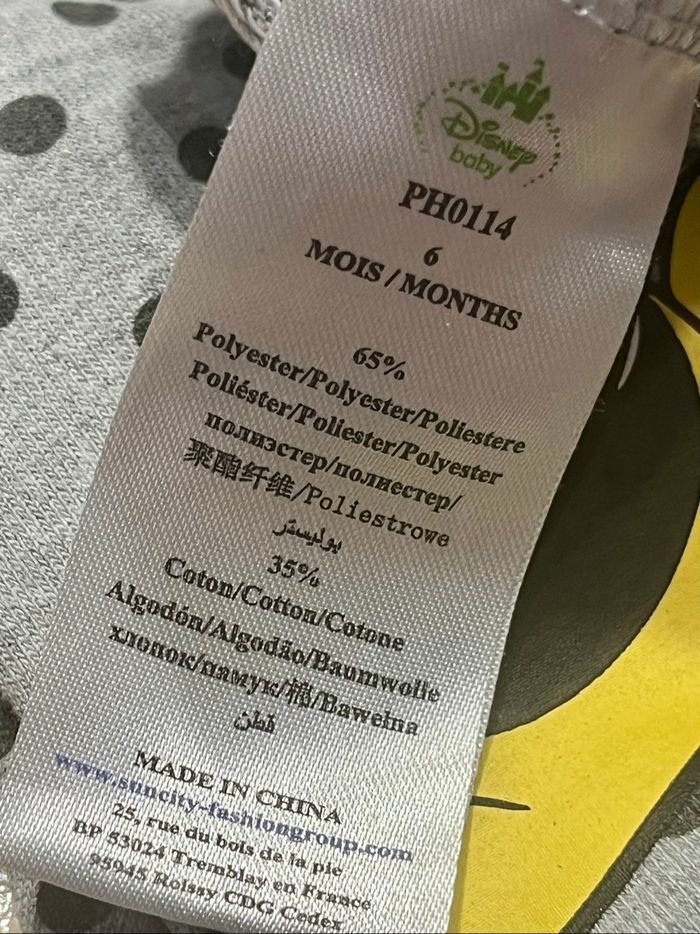 Disney
baby
PH0114
6
MOIS/MONTHS
65%
Polyester/Polyester/Poliestere
Poliéster/Poliester/Polyester
полиэстер/полиестер/
聚酯纤维/Poliestrowe
بوليستر
35%
Coton/Cotton/Cotone
Algodón/Algodão/Baumwolle
хлопок/памук/棉/Bawełna
قطن
MADE IN CHINA
www.suncity-fashiongroup.com
25, rue du bois de la pie
BP 53024 Tremblay en France
95945 Roissy CDG Cedex